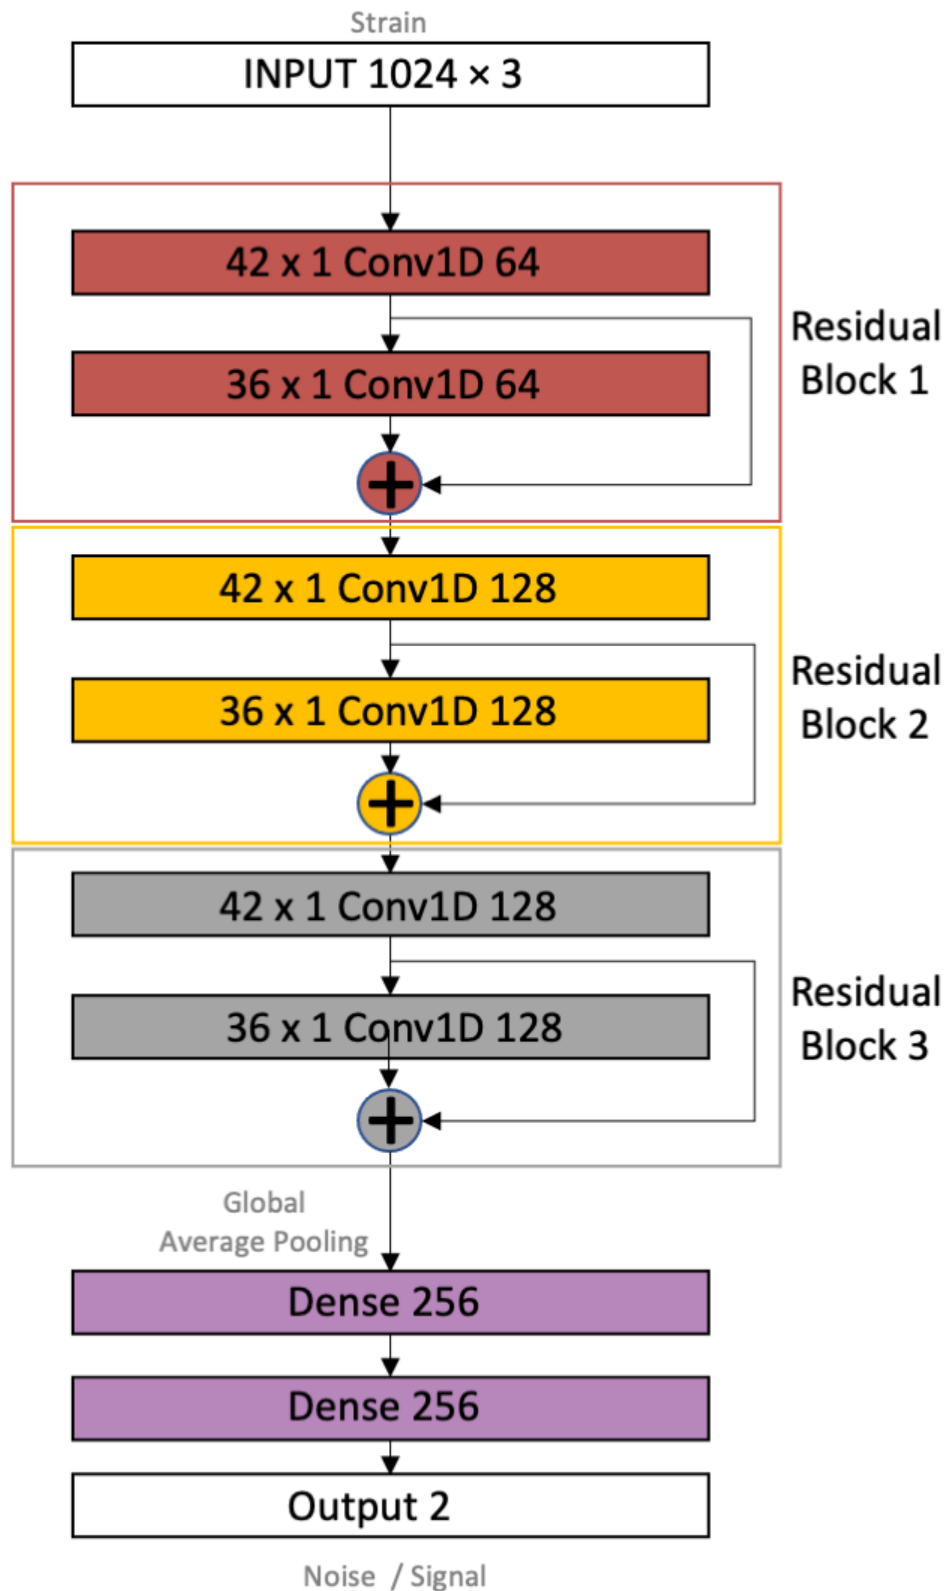 Strain
INPUT 1024 × 3
42 x 1 Conv1D 64
Residual
Block 1
36 x 1 Conv1D 64
42 x 1 Conv1D 128
Residual
Block 2
36 x 1 Conv1D 128
42 x 1 Conv1D 128
Residual
Block 3
36 x 1 Conv1D 128
Global
Average Pooling
Dense 256
Dense 256
Output 2
Noise / Signal